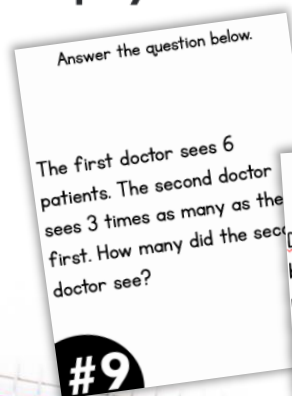 Answer the question below.
The first doctor sees 6
patients. The second doctor
sees 3 times as many as the
first. How many did the
doctor see?
#9